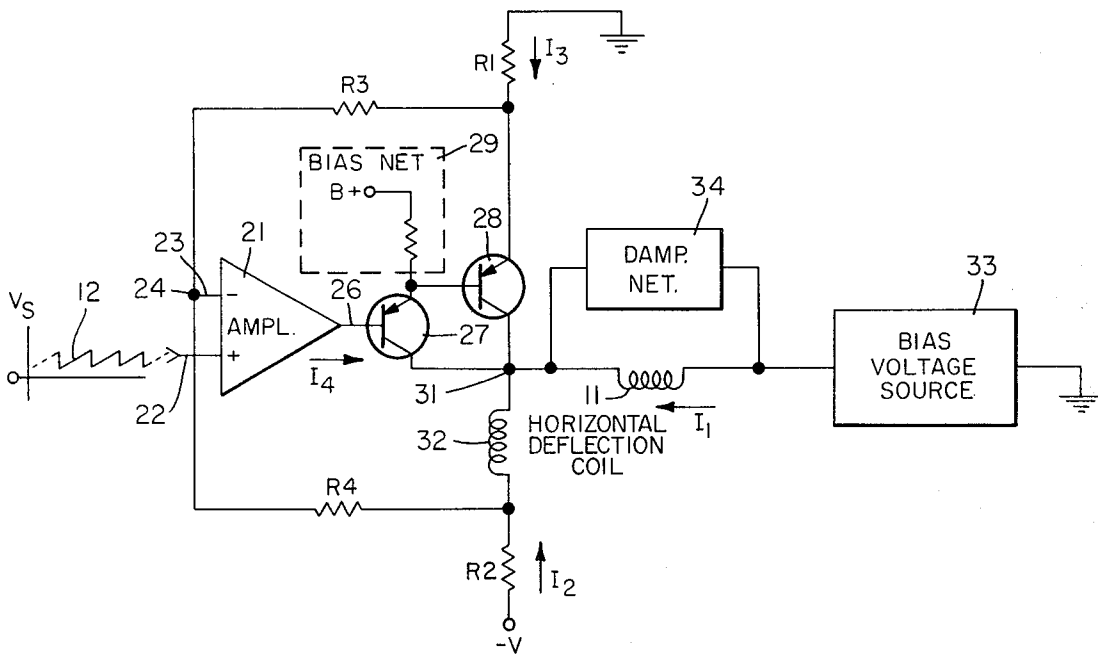 R1
I3
R3
29
BIAS NET
B+
28
34
DAMP.
NET.
33
BIAS
VOLTAGE
SOURCE
21
23
24
AMPL.
-
+
VS
12
22
26
27
I4
31
11
I1
HORIZONTAL
DEFLECTION
COIL
32
R4
R2
I2
-V